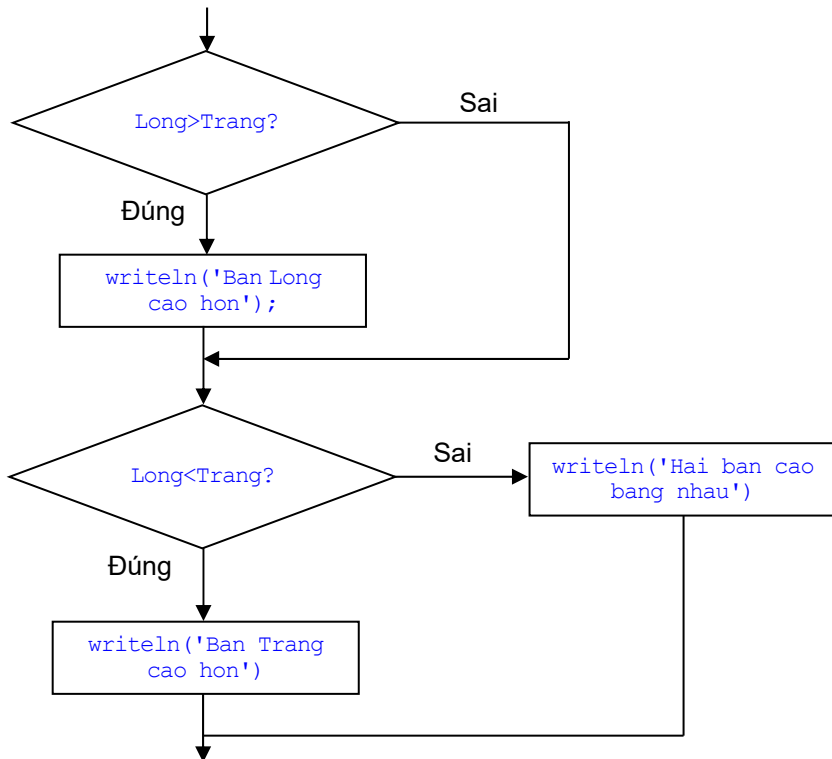 Sai
Long>Trang?
Đúng
writeln('Ban Long
cao hon');
Sai
Long<Trang?
writeln('Hai ban cao
bang nhau')
Đúng
writeln('Ban Trang
cao hon')